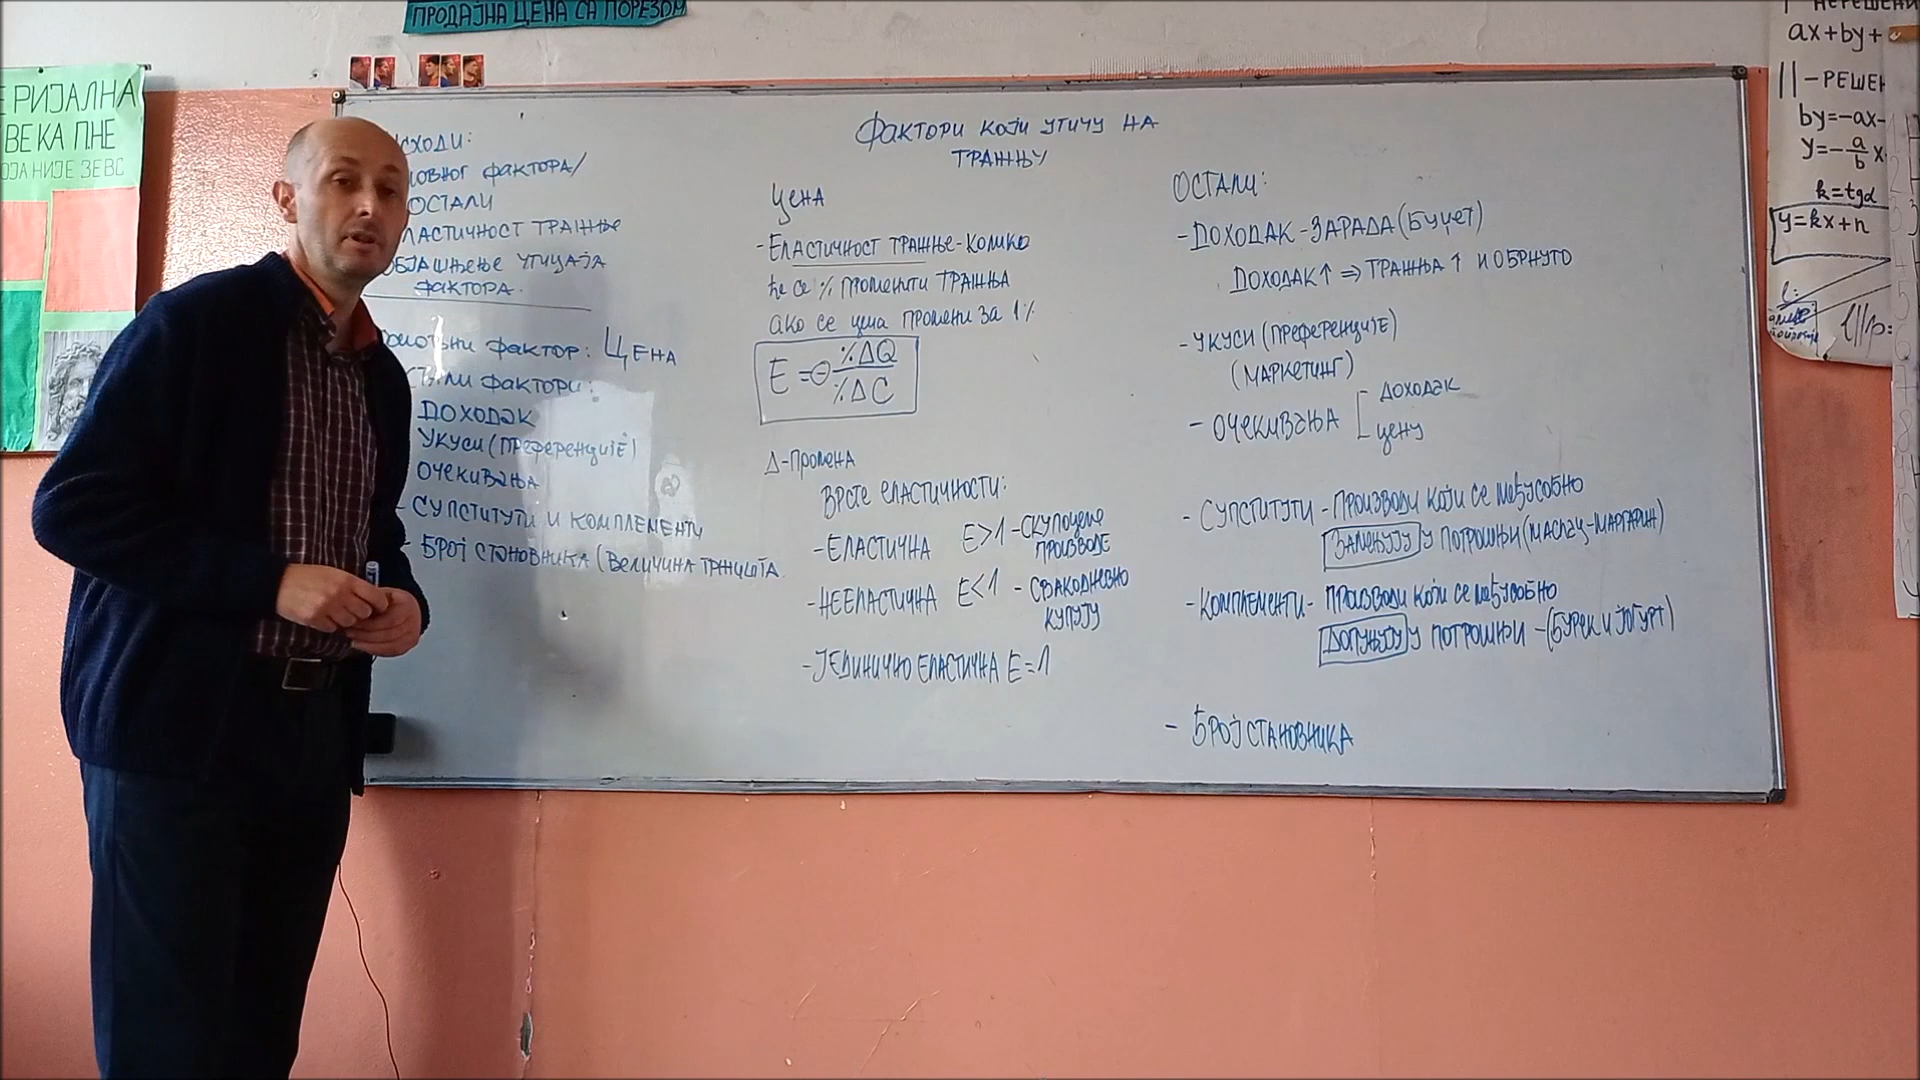 ПРОДАЈНА ЦЕНА СА ПОРЕЗОМ
РИЈАЛНА
ВЕКА П.НЕ
НИЈЕ ЗЕВС
ФАКТОРИ КОЈИ УТИЧУ НА
ТРАЖЊУ
СХОДИ:
ФАКТОРА/
ОСТАЛИ
ЛАСТИЧНОСТ ТРАЖЊЕ
ОБЈАШЊЕЊЕ УТИЦАЈА
ФАКТОРА.
ФАКТОР: ЦЕНА
ФАКТОРИ:
ДОХОДАК
УКУСИ (ПРЕФЕРЕНЦИЈЕ)
ОЧЕКИВАЊА
- СУПСТИТУТИ И КОМПЛЕМЕНТИ
- БРОЈ СТАНОВНИКА (ВЕЛИЧИНА ТРЖИШТА
ЦЕНА
- ЕЛАСТИЧНОСТ ТРАЖЊЕ - КОЛИКО
ЋЕ СЕ % ПРОМЕНИТИ ТРАЖЊА
АКО СЕ ЦЕНА ПРОМЕНИ ЗА 1%
E = ⊖ %ΔQ / %ΔC
Δ - ПРОМЕНА
ВРСТЕ ЕЛАСТИЧНОСТИ:
- ЕЛАСТИЧНА E>1 - СКУПОЦЕНЕ
ПРОИЗВОДЕ
- НЕЕЛАСТИЧНА E<1 - СВАКОДНЕВНО
КУПУЈУ
- ЈЕДИНИЧНО ЕЛАСТИЧНА E=1
ОСТАЛИ:
- ДОХОДАК - ЗАРАДА (БУЏЕТ)
ДОХОДАК ↑ ⇒ ТРАЖЊА ↑ И ОБРНУТО
- УКУСИ (ПРЕФЕРЕНЦИЈЕ)
(МАРКЕТИНГ)
- ОЧЕКИВАЊА ДОХОДАК
ЦЕНУ
- СУПСТИТУТИ - ПРОИЗВОДИ КОЈИ СЕ МЕЂУСОБНО
ЗАМЕЊУЈУ У ПОТРОШЊИ (МАСЛАЦ-МАРГАРИН)
- КОМПЛЕМЕНТИ - ПРОИЗВОДИ КОЈИ СЕ МЕЂУСОБНО
ДОПУЊУЈУ У ПОТРОШЊИ - (БУРЕК И ЈОГУРТ)
- БРОЈ СТАНОВНИКА
ax+by+
|| - РЕШЕЊ
by=-ax-
y=-a/b x
k=tgα
y=kx+n